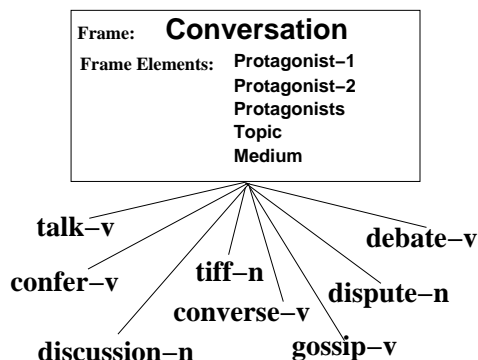 Frame: Conversation
Frame Elements: Protagonist−1
Protagonist−2
Protagonists
Topic
Medium
talk−v
debate−v
confer−v
tiff−n
dispute−n
converse−v
discussion−n
gossip−v